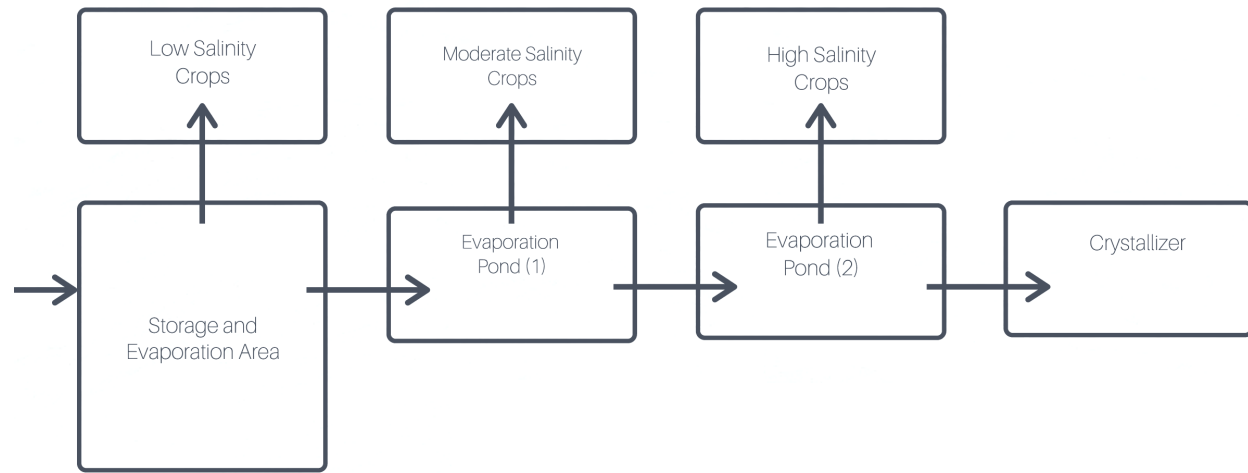 Low Salinity
Crops
Moderate Salinity
Crops
High Salinity
Crops
Storage and
Evaporation Area
Evaporation
Pond (1)
Evaporation
Pond (2)
Crystallizer